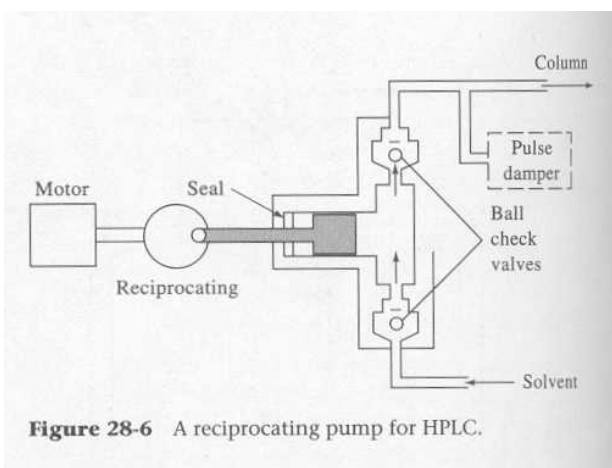 Column
Pulse
damper
Motor
Seal
Ball
check
valves
Reciprocating
Solvent
Figure 28-6 A reciprocating pump for HPLC.